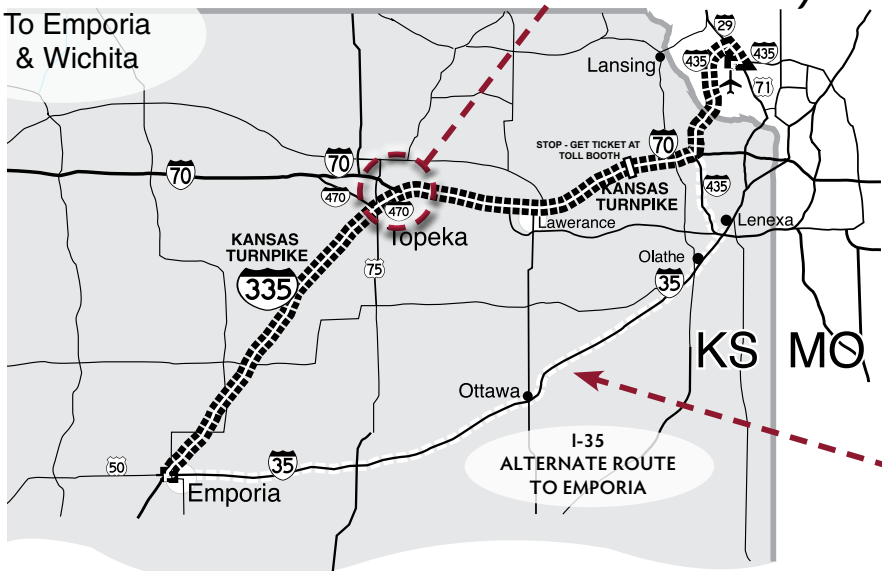 To Emporia
& Wichita
29
435
435
71
Lansing
STOP - GET TICKET AT
TOLL BOOTH
70
70
70
KANSAS
TURNPIKE
435
470
470
Lawerance
Lenexa
Topeka
KANSAS
TURNPIKE
335
75
Olathe
35
KS MO
Ottawa
I-35
ALTERNATE ROUTE
TO EMPORIA
50
35
Emporia